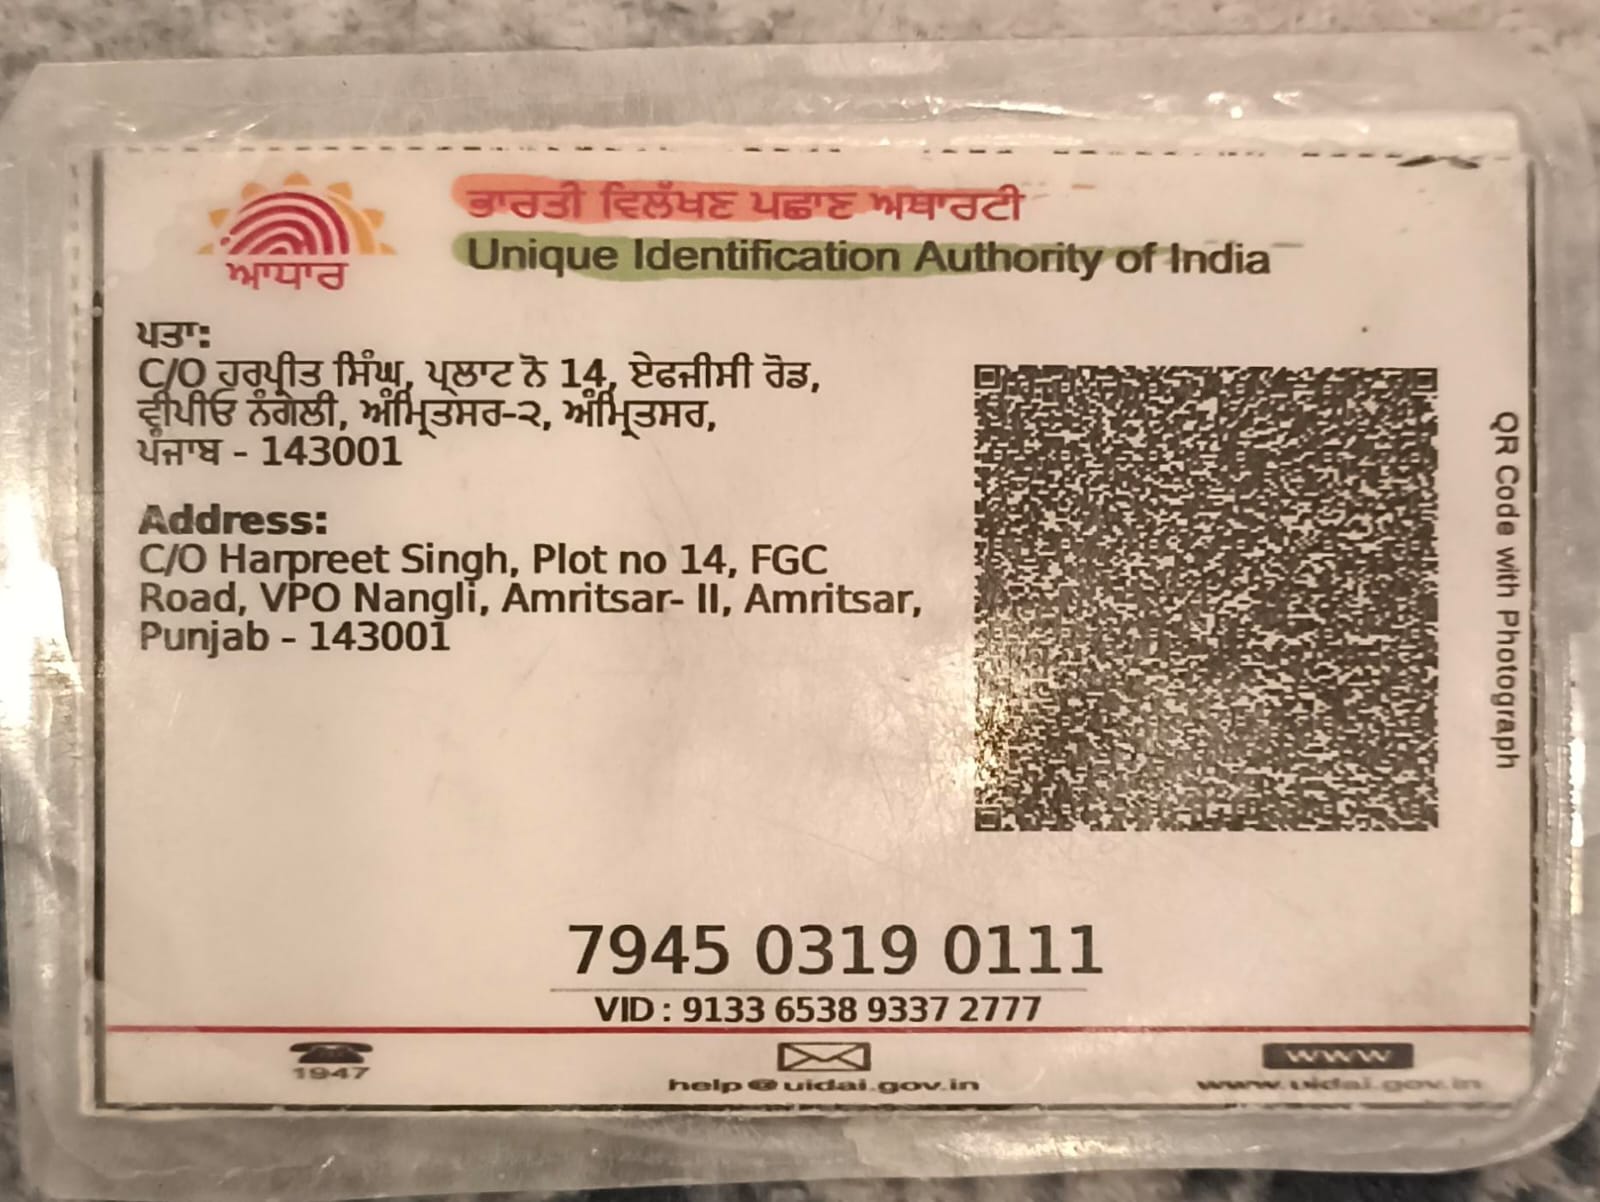 ਆਧਾਰ
ਭਾਰਤੀ ਵਿਲੱਖਣ ਪਛਾਣ ਅਥਾਰਟੀ
Unique Identification Authority of India
ਪਤਾ:
C/O ਹਰਪ੍ਰੀਤ ਸਿੰਘ, ਪ੍ਲਾਟ ਨੋ 14, ਏਫਜੀਸੀ ਰੋਡ,
ਵ੍ਹੀਪੀਓ ਨੰਗਲੀ, ਅੰਮ੍ਰਿਤਸਰ-੨, ਅੰਮ੍ਰਿਤਸਰ,
ਪੰਜਾਬ - 143001
Address:
C/O Harpreet Singh, Plot no 14, FGC
Road, VPO Nangli, Amritsar- II, Amritsar,
Punjab - 143001
QR Code with Photograph
7945 0319 0111
VID : 9133 6538 9337 2777
1947
help@uidai.gov.in
www
www.uidai.gov.in